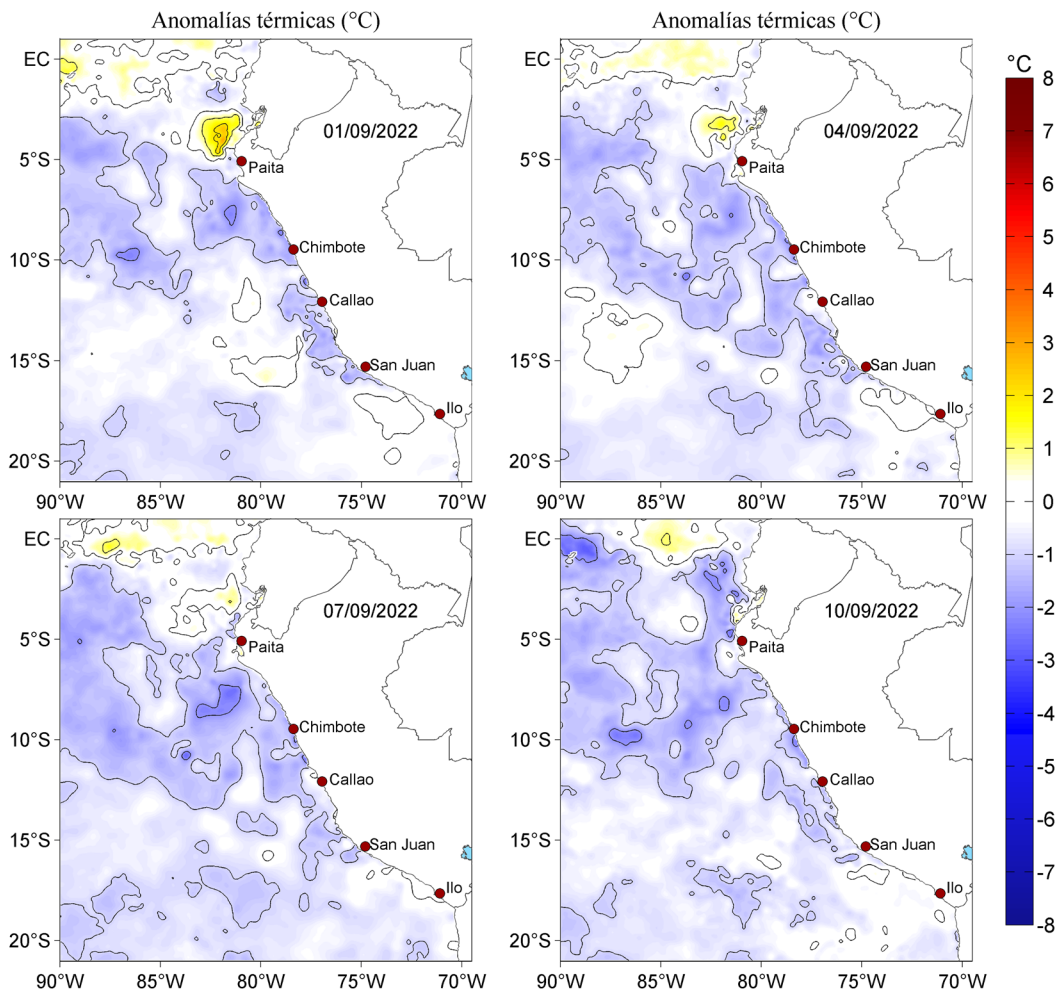 Anomalías térmicas (°C)
Anomalías térmicas (°C)
EC
5°S
10°S
15°S
20°S
90°W
85°W
80°W
75°W
70°W
01/09/2022
Paita
Chimbote
Callao
San Juan
Ilo
EC
5°S
10°S
15°S
20°S
90°W
85°W
80°W
75°W
70°W
04/09/2022
Paita
Chimbote
Callao
San Juan
Ilo
EC
5°S
10°S
15°S
20°S
90°W
85°W
80°W
75°W
70°W
07/09/2022
Paita
Chimbote
Callao
San Juan
Ilo
EC
5°S
10°S
15°S
20°S
90°W
85°W
80°W
75°W
70°W
10/09/2022
Paita
Chimbote
Callao
San Juan
Ilo
°C
8
7
6
5
4
3
2
1
0
-1
-2
-3
-4
-5
-6
-7
-8